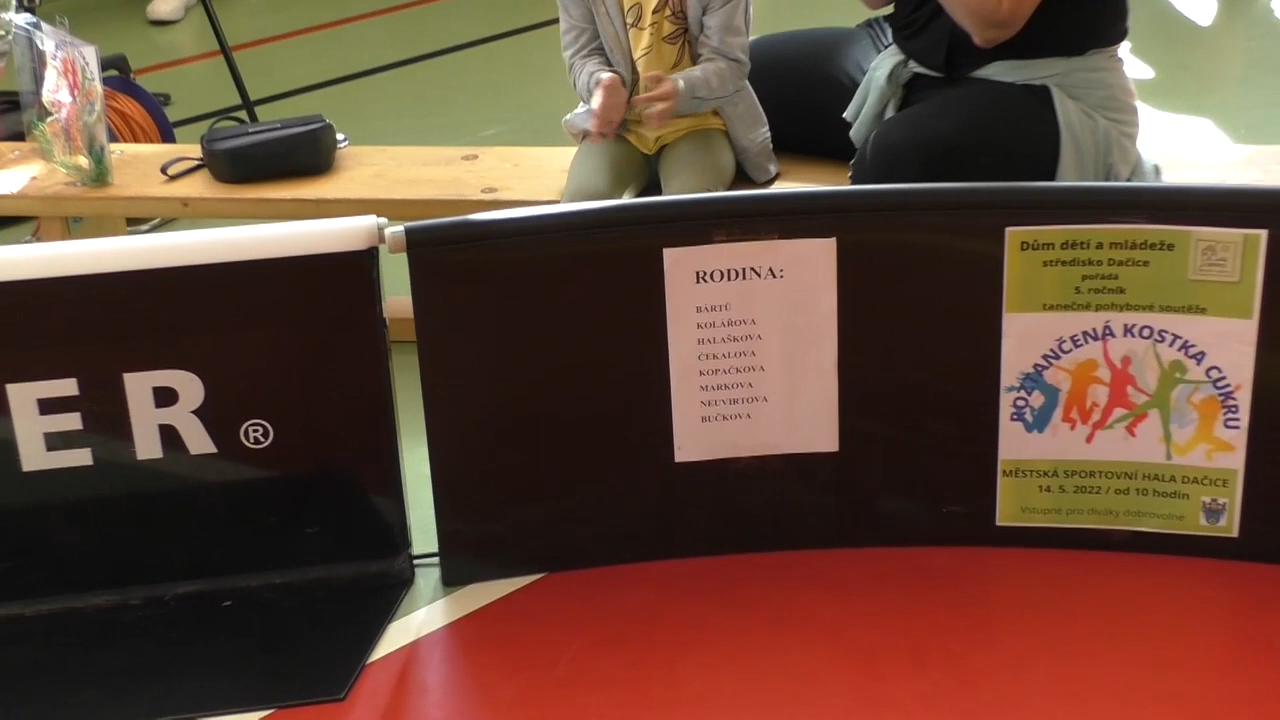 ER®
RODINA:
BÁRTŮ
KOLÁŘOVA
HALAŠKOVA
ČEKALOVA
KOPAČKOVA
MARKOVA
NEUVIRTOVA
BUČKOVA
Dům dětí a mládeže
středisko Dačice
pořádá
5. ročník
tanečně pohybové soutěže
ROZTANČENÁ KOSTKA CUKRU
MĚSTSKÁ SPORTOVNÍ HALA DAČICE
14. 5. 2022 / od 10 hodin
Vstupné pro diváky dobrovolné